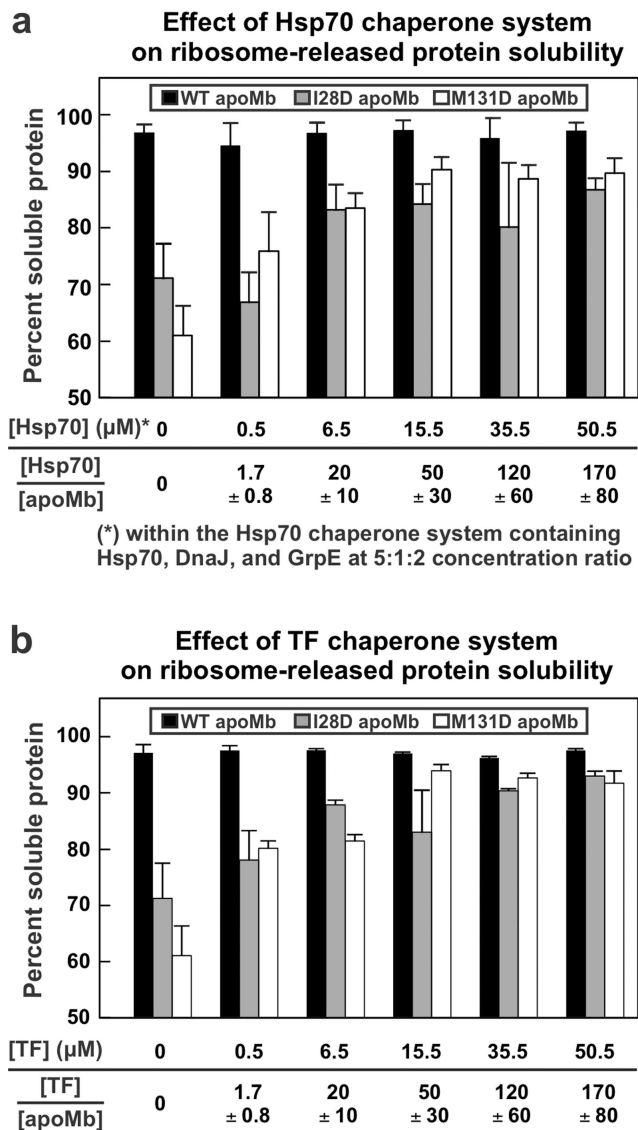 a
Effect of Hsp70 chaperone system
on ribosome-released protein solubility
WT apoMb I28D apoMb M131D apoMb
Percent soluble protein
100
90
80
70
60
50
[Hsp70] (µM)* 0 0.5 6.5 15.5 35.5 50.5
[Hsp70] 1.7 20 50 120 170
[apoMb] 0 ± 0.8 ± 10 ± 30 ± 60 ± 80
(*) within the Hsp70 chaperone system containing
Hsp70, DnaJ, and GrpE at 5:1:2 concentration ratio
b
Effect of TF chaperone system
on ribosome-released protein solubility
WT apoMb I28D apoMb M131D apoMb
Percent soluble protein
100
90
80
70
60
50
[TF] (µM) 0 0.5 6.5 15.5 35.5 50.5
[TF] 1.7 20 50 120 170
[apoMb] 0 ± 0.8 ± 10 ± 30 ± 60 ± 80